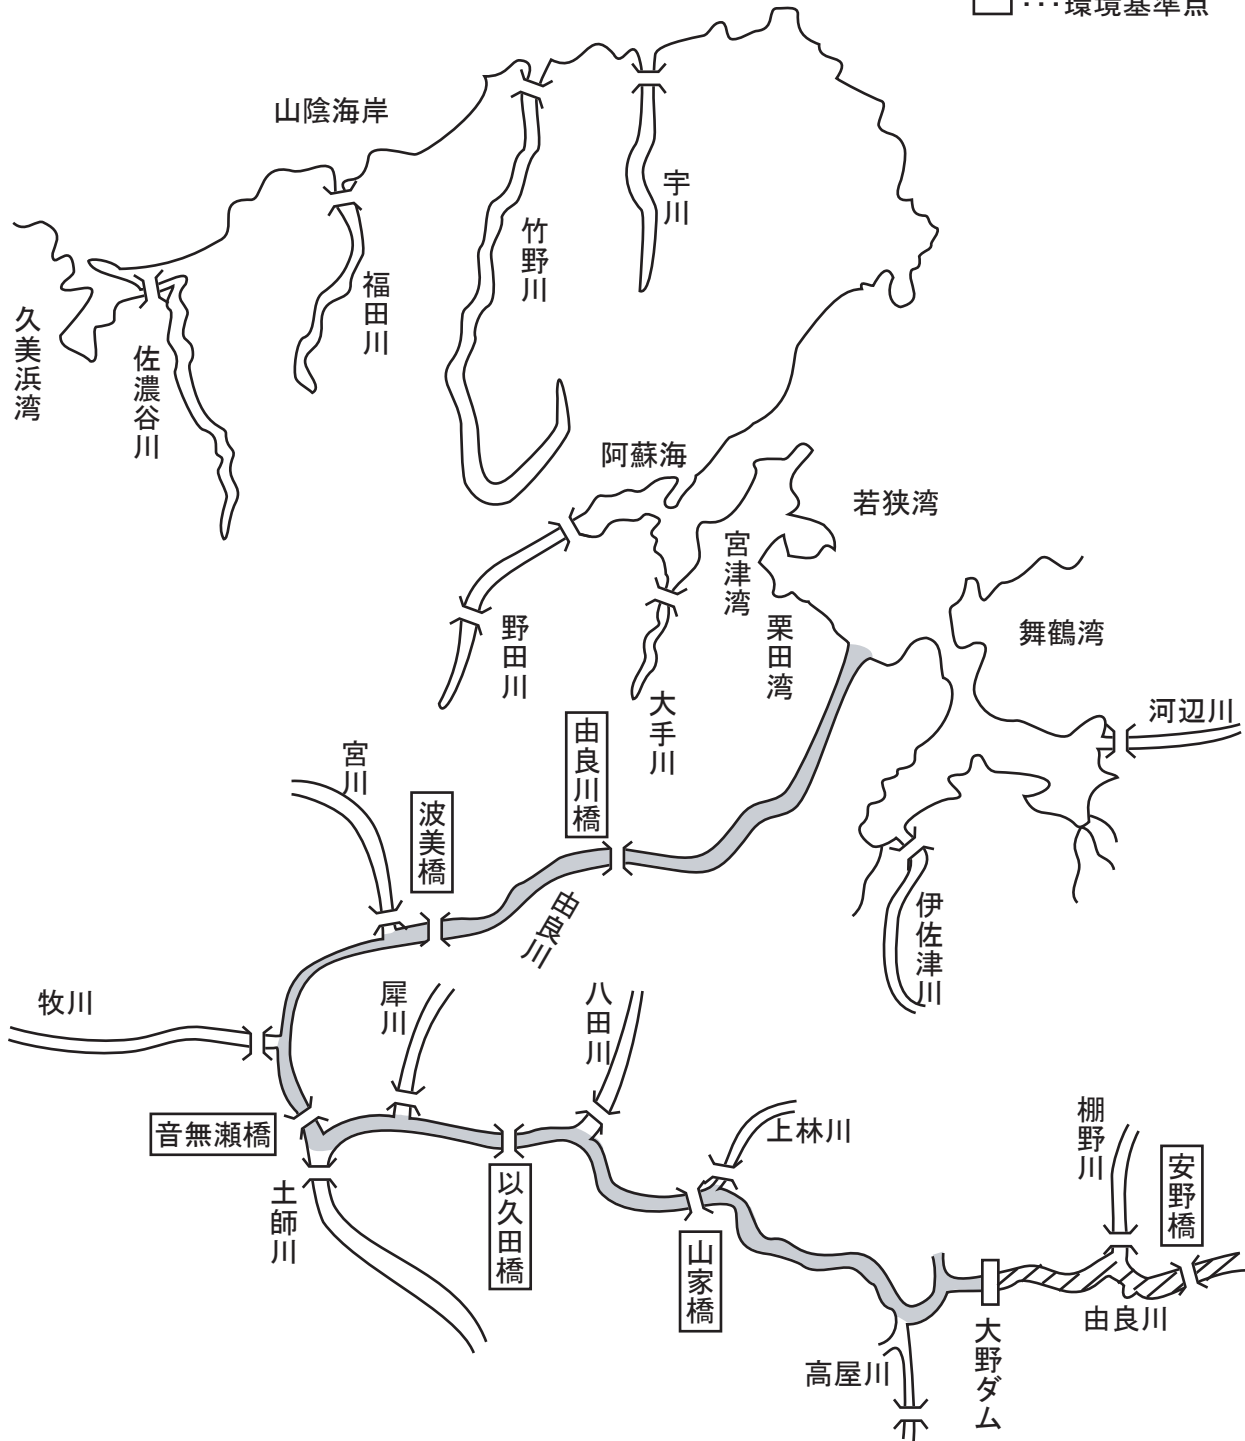 …環境基準点
山陰海岸
宇川
竹野川
福田川
久美浜湾
佐濃谷川
阿蘇海
若狭湾
宮津湾
栗田湾
舞鶴湾
野田川
大手川
河辺川
由良川橋
宮川
波美橋
由良川
伊佐津川
牧川
犀川
八田川
音無瀬橋
上林川
棚野川
安野橋
土師川
以久田橋
山家橋
由良川
大野ダム
高屋川